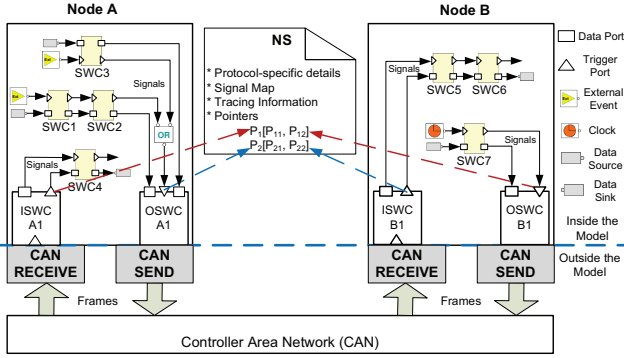 Node A
Node B
NS
* Protocol-specific details
* Signal Map
* Tracing Information
* Pointers
P1[P11, P12]
P2[P21, P22]
Ext
SWC3
Signals
Ext
SWC1
SWC2
OR
Signals
SWC4
ISWC
A1
OSWC
A1
CAN
RECEIVE
CAN
SEND
Frames
Signals
SWC5
SWC6
SWC7
Signals
ISWC
B1
OSWC
B1
CAN
RECEIVE
CAN
SEND
Frames
Controller Area Network (CAN)
Data Port
Trigger
Port
Ext
External
Event
Clock
Data
Source
Data
Sink
Inside the
Model
Outside the
Model